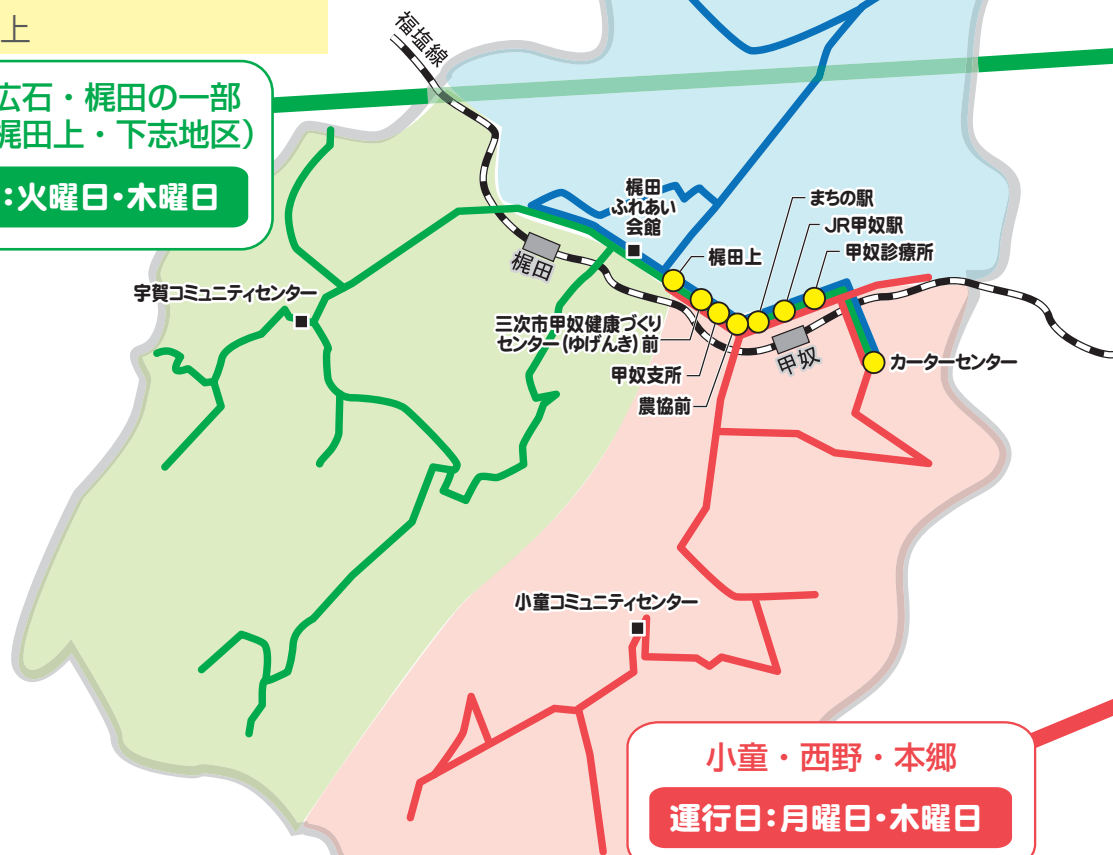 上
福塩線
広石・梶田の一部
梶田上・下志地区）
：火曜日・木曜日
梶田
ふれあい
会館
まちの駅
JR甲奴駅
甲奴診療所
梶田上
梶田
宇賀コミュニティセンター
三次市甲奴健康づくり
センター（ゆげんき）前
甲奴
カーターセンター
甲奴支所
農協前
小童コミュニティセンター
小童・西野・本郷
運行日：月曜日・木曜日